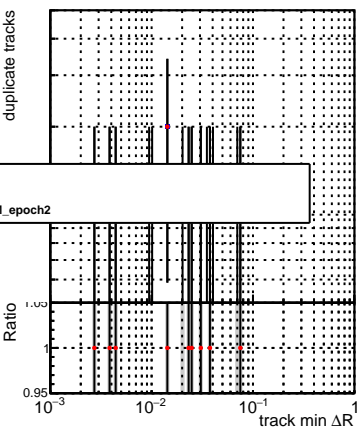 duplicate tracks
_epoch2
1.05
Ratio
1
0.95
10⁻³
10⁻²
10⁻¹
1
track min ΔR